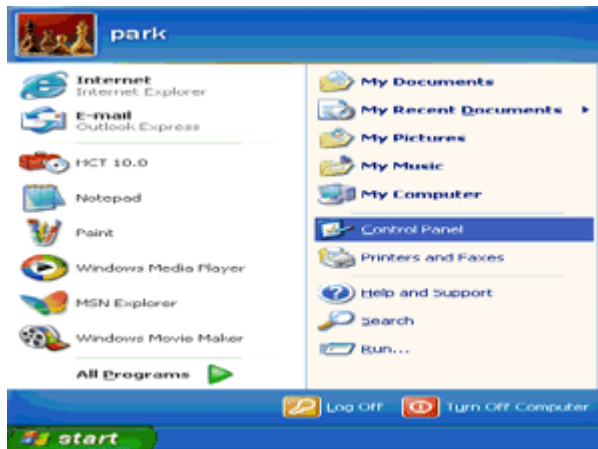 park
Internet
Internet Explorer
E-mail
Outlook Express
HCT 10.0
Notepad
Paint
Windows Media Player
MSN Explorer
Windows Movie Maker
All Programs
My Documents
My Recent Documents
My Pictures
My Music
My Computer
Control Panel
Printers and Faxes
Help and Support
Search
Run...
Log Off
Turn Off Computer
start